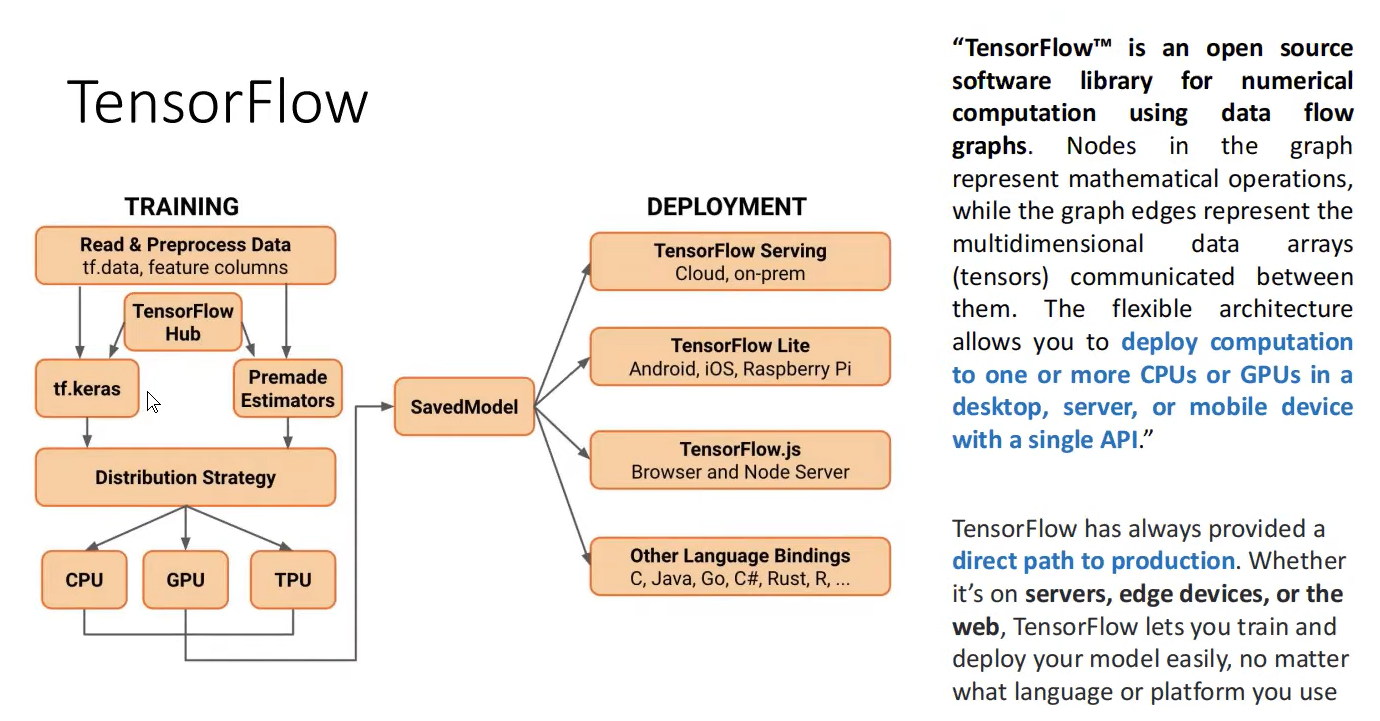 TensorFlow
TRAINING
Read & Preprocess Data
tf.data, feature columns
TensorFlow
Hub
tf.keras
Premade
Estimators
Distribution Strategy
CPU
GPU
TPU
SavedModel
DEPLOYMENT
TensorFlow Serving
Cloud, on-prem
TensorFlow Lite
Android, iOS, Raspberry Pi
TensorFlow.js
Browser and Node Server
Other Language Bindings
C, Java, Go, C#, Rust, R, ...
“TensorFlow™ is an open source
software library for numerical
computation using data flow
graphs. Nodes in the graph
represent mathematical operations,
while the graph edges represent the
multidimensional data arrays
(tensors) communicated between
them. The flexible architecture
allows you to deploy computation
to one or more CPUs or GPUs in a
desktop, server, or mobile device
with a single API.”
TensorFlow has always provided a
direct path to production. Whether
it’s on servers, edge devices, or the
web, TensorFlow lets you train and
deploy your model easily, no matter
what language or platform you use